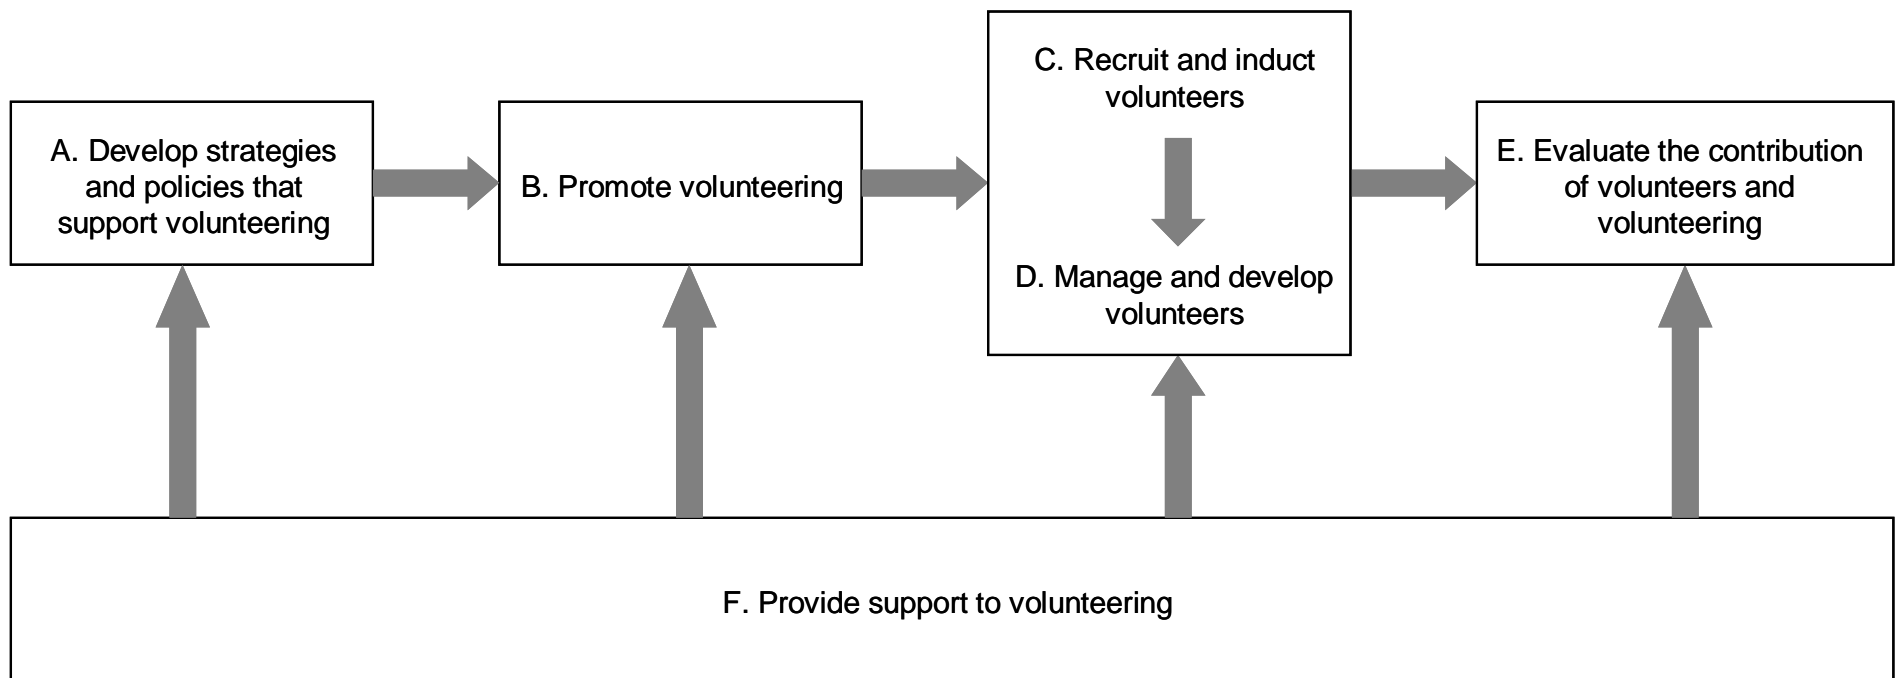 A. Develop strategies
and policies that
support volunteering
B. Promote volunteering
C. Recruit and induct
volunteers
D. Manage and develop
volunteers
E. Evaluate the contribution
of volunteers and
volunteering
F. Provide support to volunteering